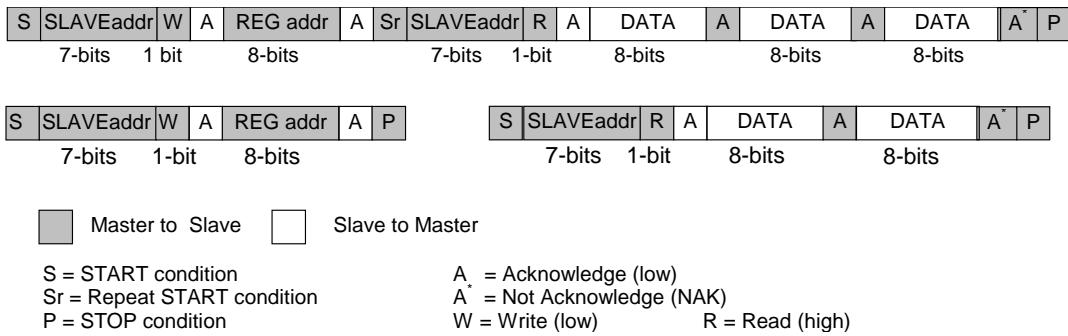 S SLAVEaddr W A REG addr A Sr SLAVEaddr R A DATA A DATA A DATA A* P
7-bits 1 bit 8-bits 7-bits 1-bit 8-bits 8-bits 8-bits
S SLAVEaddr W A REG addr A P S SLAVEaddr R A DATA A DATA A* P
7-bits 1-bit 8-bits 7-bits 1-bit 8-bits 8-bits
Master to Slave Slave to Master
S = START condition A = Acknowledge (low)
Sr = Repeat START condition A* = Not Acknowledge (NAK)
P = STOP condition W = Write (low) R = Read (high)